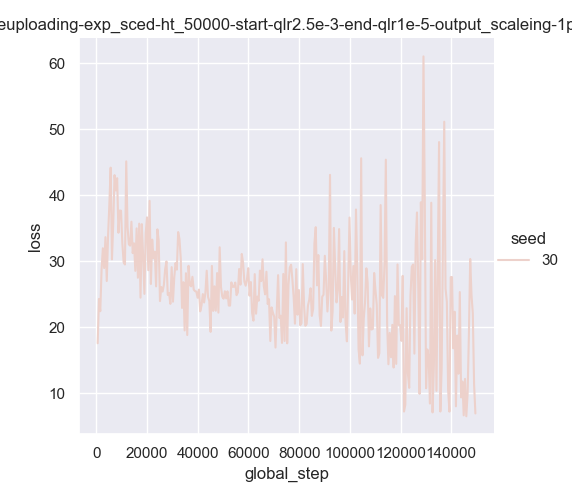 euploading-exp_sced-ht_50000-start-qlr2.5e-3-end-qlr1e-5-output_scaleing-1p
60
50
40
30
20
10
loss
0 20000 40000 60000 80000 100000 120000 140000
global_step
seed
30